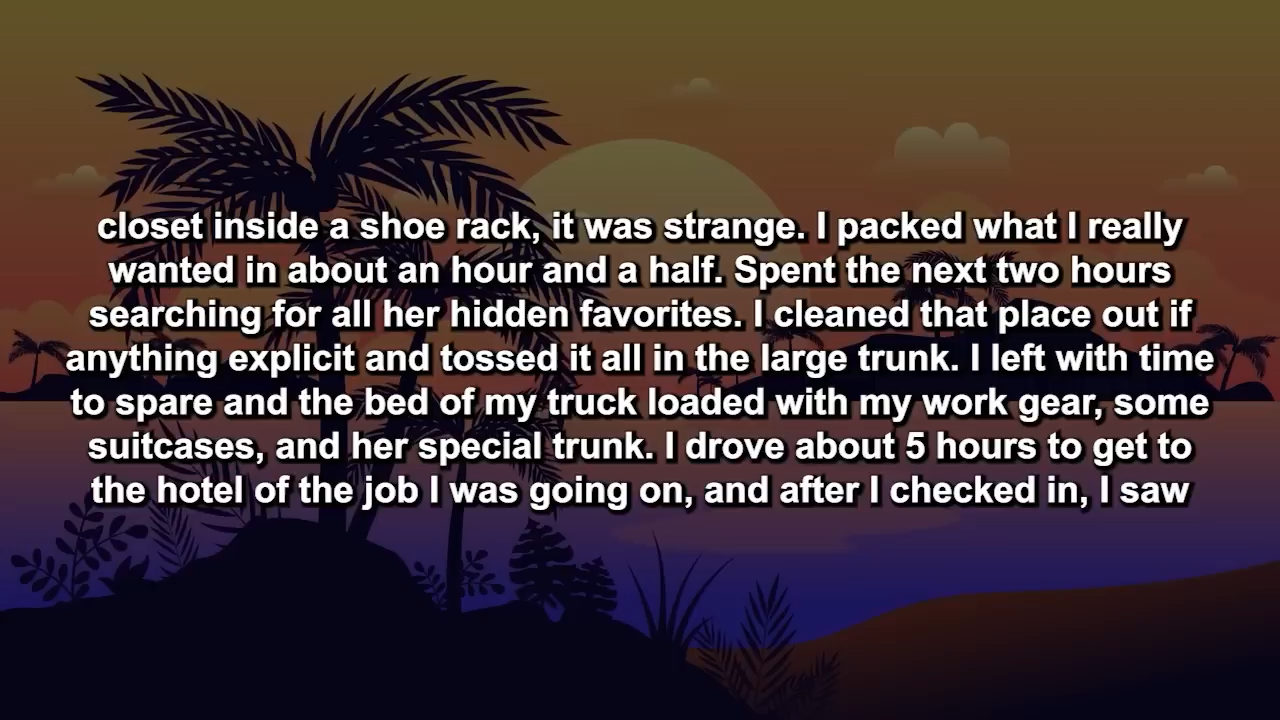 closet inside a shoe rack, it was strange. I packed what I really
wanted in about an hour and a half. Spent the next two hours
searching for all her hidden favorites. I cleaned that place out if
anything explicit and tossed it all in the large trunk. I left with time
to spare and the bed of my truck loaded with my work gear, some
suitcases, and her special trunk. I drove about 5 hours to get to
the hotel of the job I was going on, and after I checked in, I saw